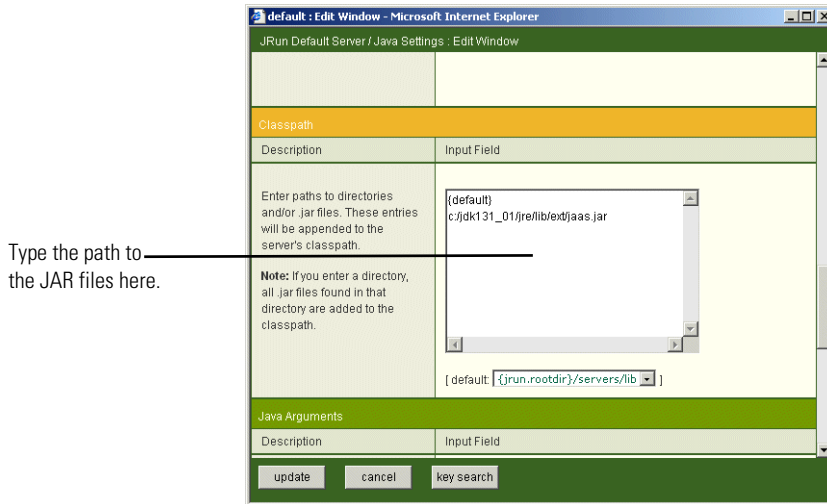 default : Edit Window - Microsoft Internet Explorer
JRun Default Server / Java Settings : Edit Window
Classpath
Description Input Field
Enter paths to directories
and/or .jar files. These entries
will be appended to the
server's classpath.
Note: If you enter a directory,
all .jar files found in that
directory are added to the
classpath.
{default}
c:/jdk131_01/jre/lib/ext/jaas.jar
[ default: {jrun.rootdir}/servers/lib ]
Type the path to
the JAR files here.
Java Arguments
Description Input Field
update cancel key search